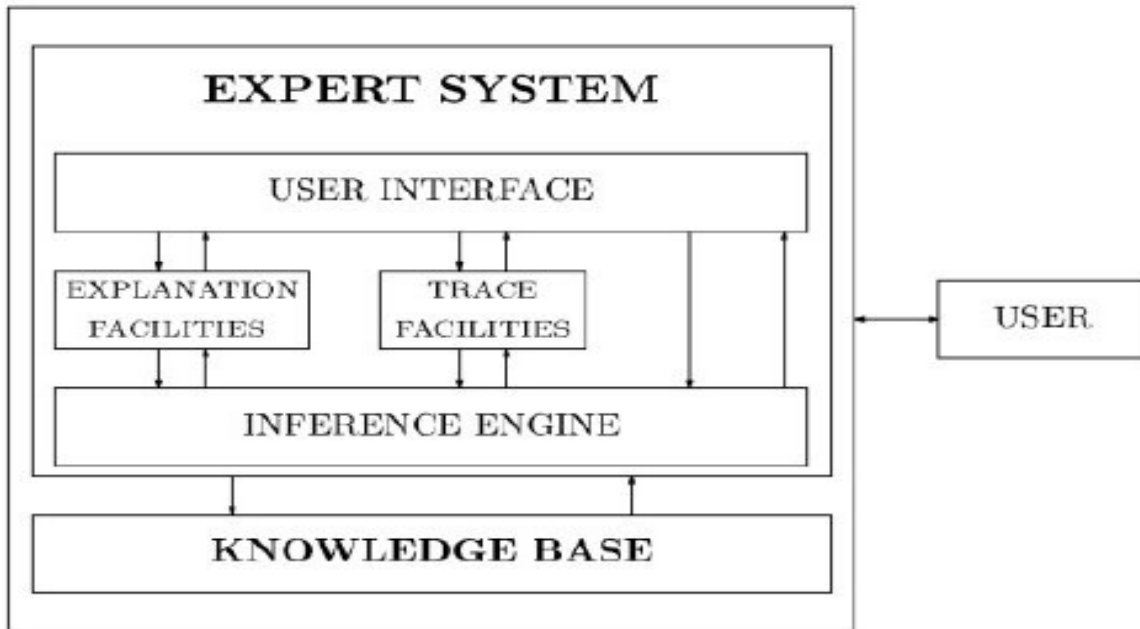 EXPERT SYSTEM
USER INTERFACE
EXPLANATION
FACILITIES
TRACE
FACILITIES
USER
INFERENCE ENGINE
KNOWLEDGE BASE